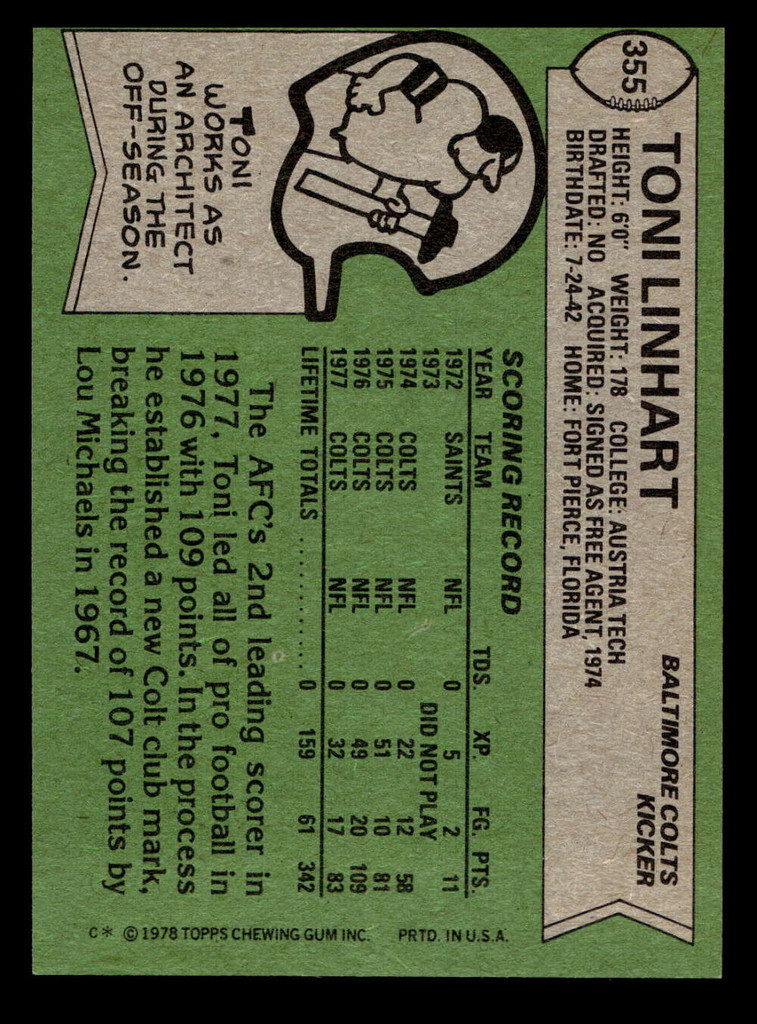 355
TONI LINHART
BALTIMORE COLTS
KICKER
HEIGHT: 6'0" WEIGHT: 178 COLLEGE: AUSTRIA TECH
DRAFTED: NO ACQUIRED: SIGNED AS FREE AGENT, 1974
BIRTHDATE: 7-24-42 HOME: FORT PIERCE, FLORIDA
TONI
WORKS AS
AN ARCHITECT
DURING THE
OFF-SEASON.
SCORING RECORD
YEAR TEAM TDS. XP. FG. PTS.
1972 SAINTS NFL 0 5 2 11
1973 DID NOT PLAY
1974 COLTS NFL 0 22 12 58
1975 COLTS NFL 0 51 10 81
1976 COLTS NFL 0 49 20 109
1977 COLTS NFL 0 32 17 83
LIFETIME TOTALS ............ 0 159 61 342
The AFC's 2nd leading scorer in
1977, Toni led all of pro football in
1976 with 109 points. In the process
he established a new Colt club mark,
breaking the record of 107 points by
Lou Michaels in 1967.
C* © 1978 TOPPS CHEWING GUM INC. PRTD. IN U.S.A.